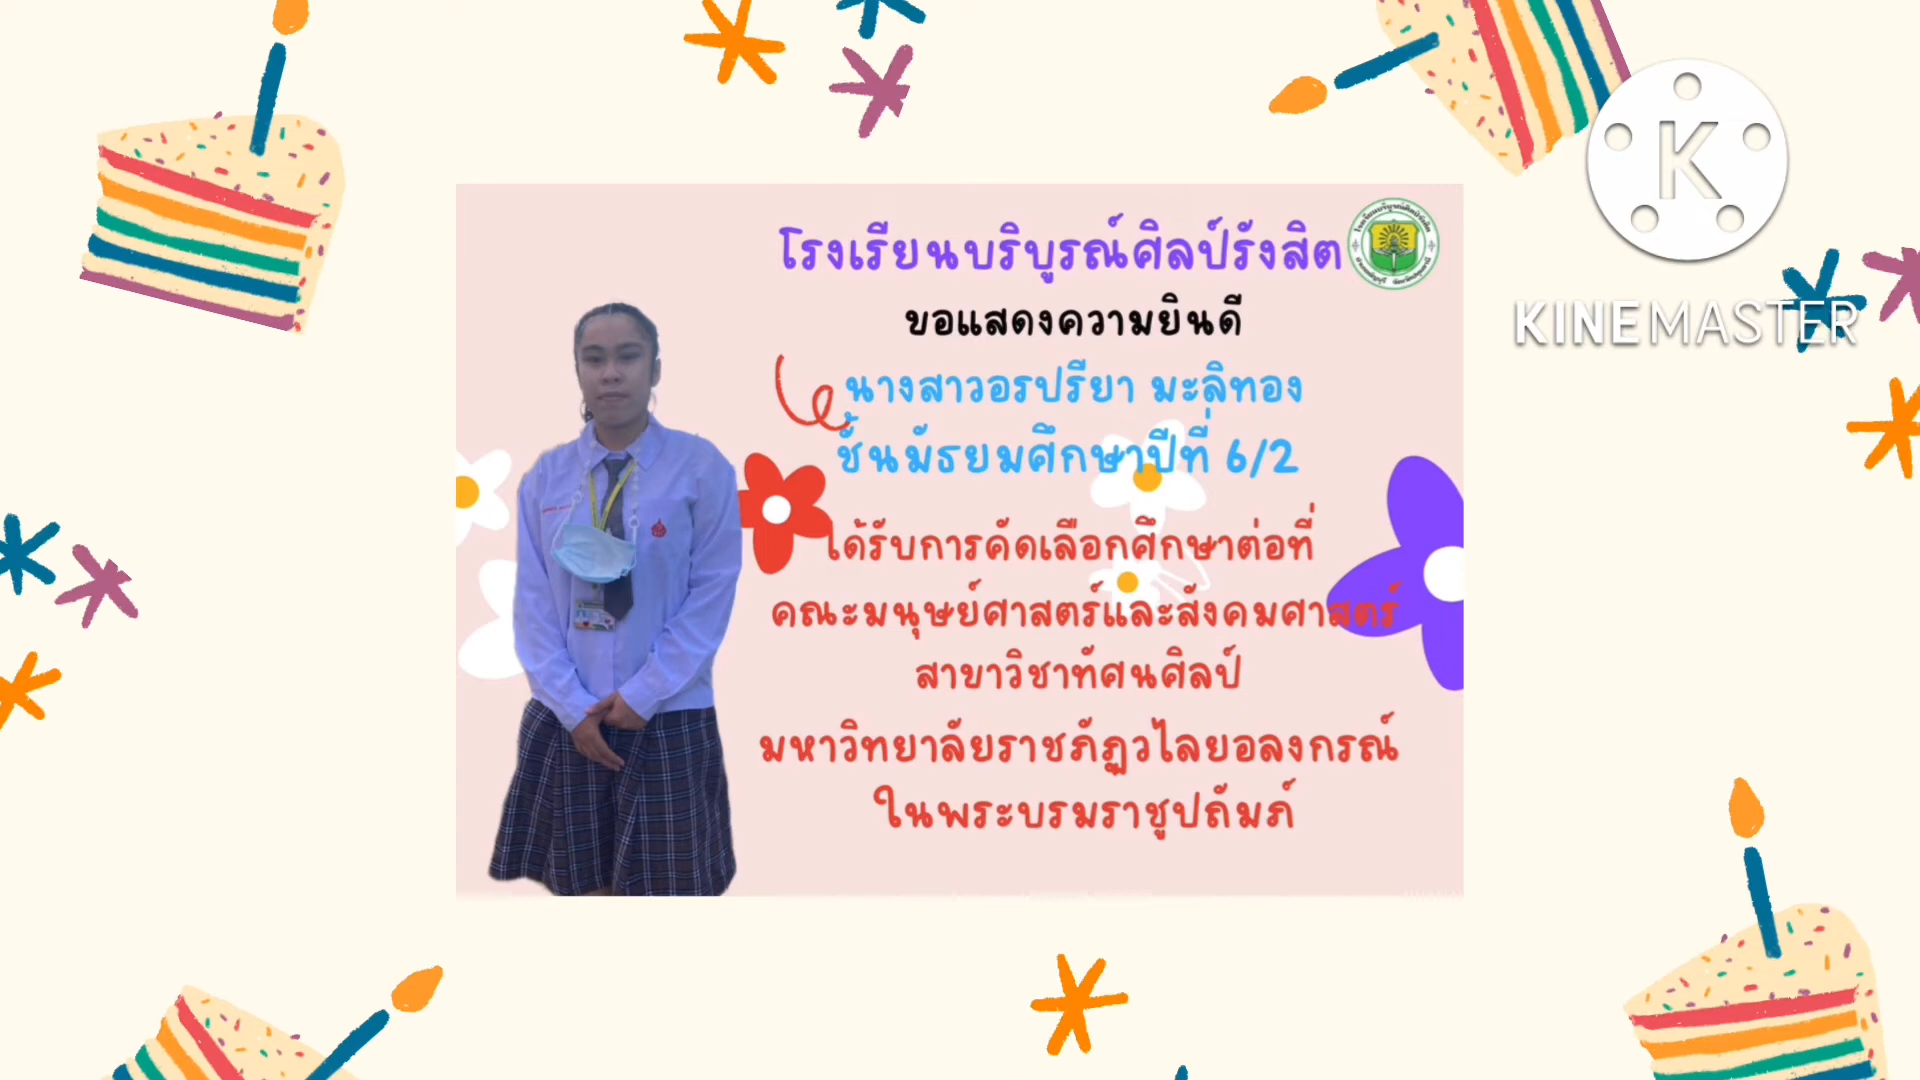 โรงเรียนบริบูรณ์ศิลป์รังสิต
ขอแสดงความยินดี
นางสาวอรปรียา มะลิทอง
ชั้นมัธยมศึกษาปีที่ 6/2
ได้รับการคัดเลือกศึกษาต่อที่
คณะมนุษย์ศาสตร์และสังคมศาสตร์
สาขาวิชาทัศนศิลป์
มหาวิทยาลัยราชภัฏวไลยอลงกรณ์
ในพระบรมราชูปถัมภ์
K
KINEMASTER